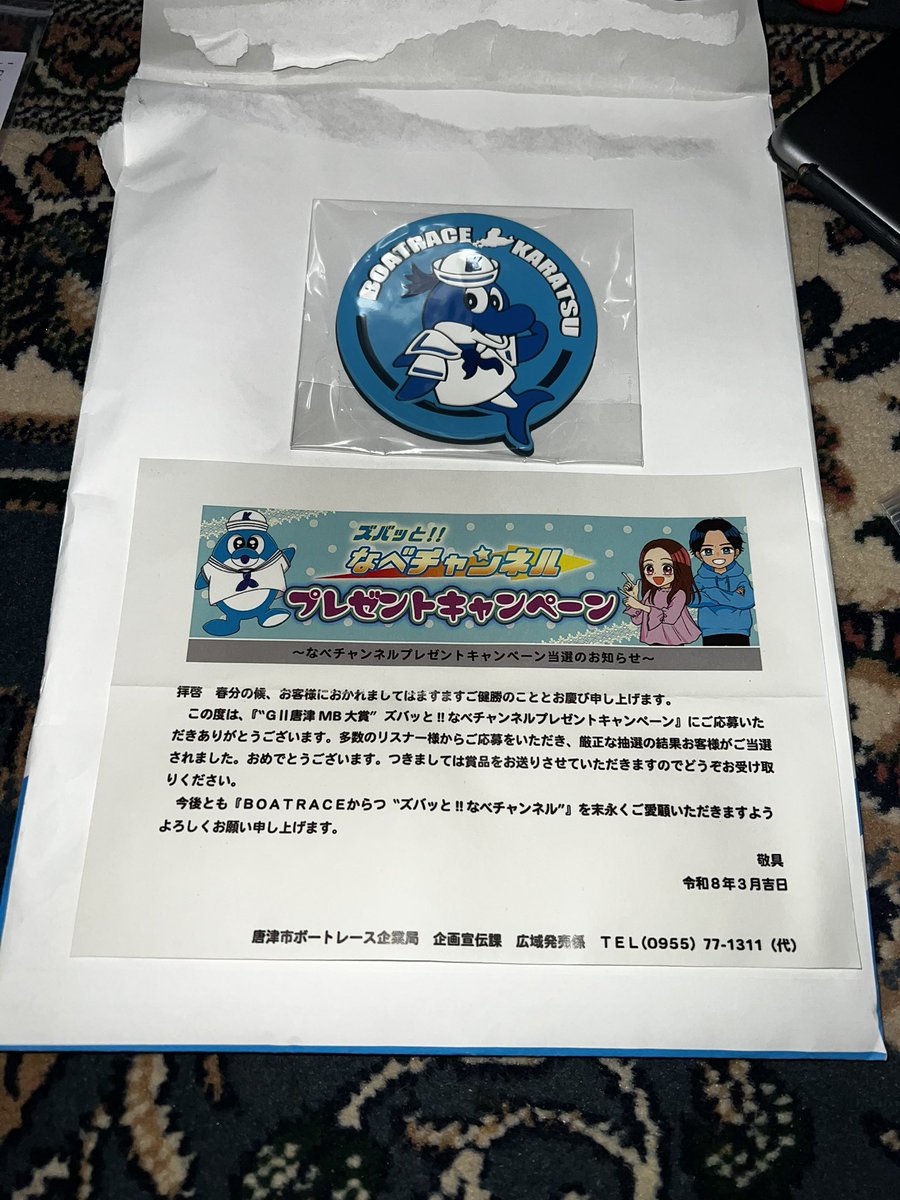 BOATRACE KARATSU
K
K
ズバッと!!
なべチャンネル
プレゼントキャンペーン
～なべチャンネルプレゼントキャンペーン当選のお知らせ～
拝啓　春分の候、お客様におかれましてはますますご健勝のこととお慶び申し上げます。
この度は、『“GⅡ唐津MB大賞”ズバッと!!なべチャンネルプレゼントキャンペーン』にご応募いた
だきありがとうございます。多数のリスナー様からご応募をいただき、厳正な抽選の結果お客様がご当選
されました。おめでとうございます。つきましては賞品をお送りさせていただきますのでどうぞお受け取
りください。
今後とも『BOATRACEからつ“ズバッと!!なべチャンネル”』を末永くご愛顧いただきますよう
よろしくお願い申し上げます。
敬具
令和8年3月吉日
唐津市ボートレース企業局　企画宣伝課　広域発売係　TEL(0955)77-1311（代）